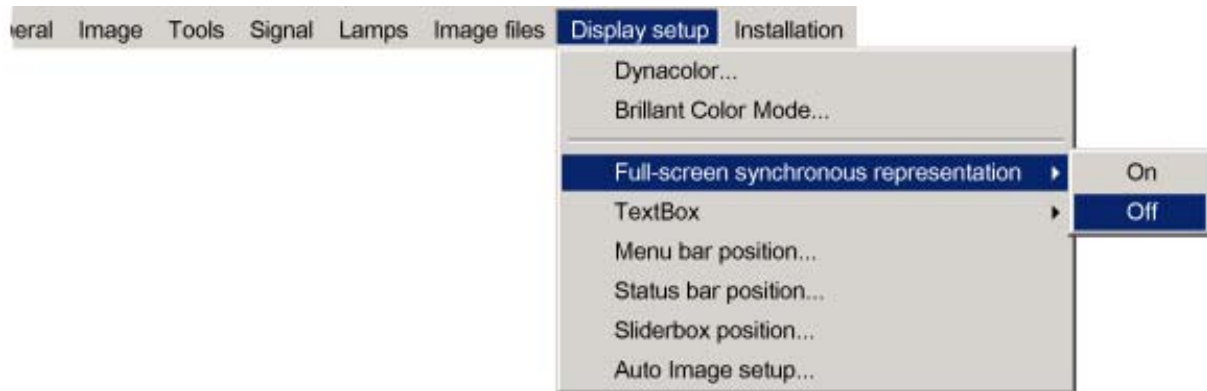 eral Image Tools Signal Lamps Image files Display setup Installation
Dynacolor...
Brillant Color Mode...
Full-screen synchronous representation On
TextBox Off
Menu bar position...
Status bar position...
Sliderbox position...
Auto Image setup...